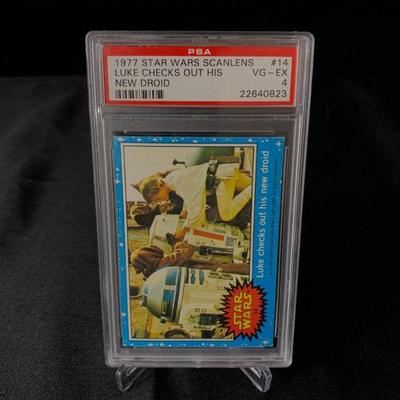 PSA
1977 STAR WARS SCANLENS #14
LUKE CHECKS OUT HIS VG-EX
NEW DROID 4
22640823
STAR
WARS
14
Luke checks out his new droid